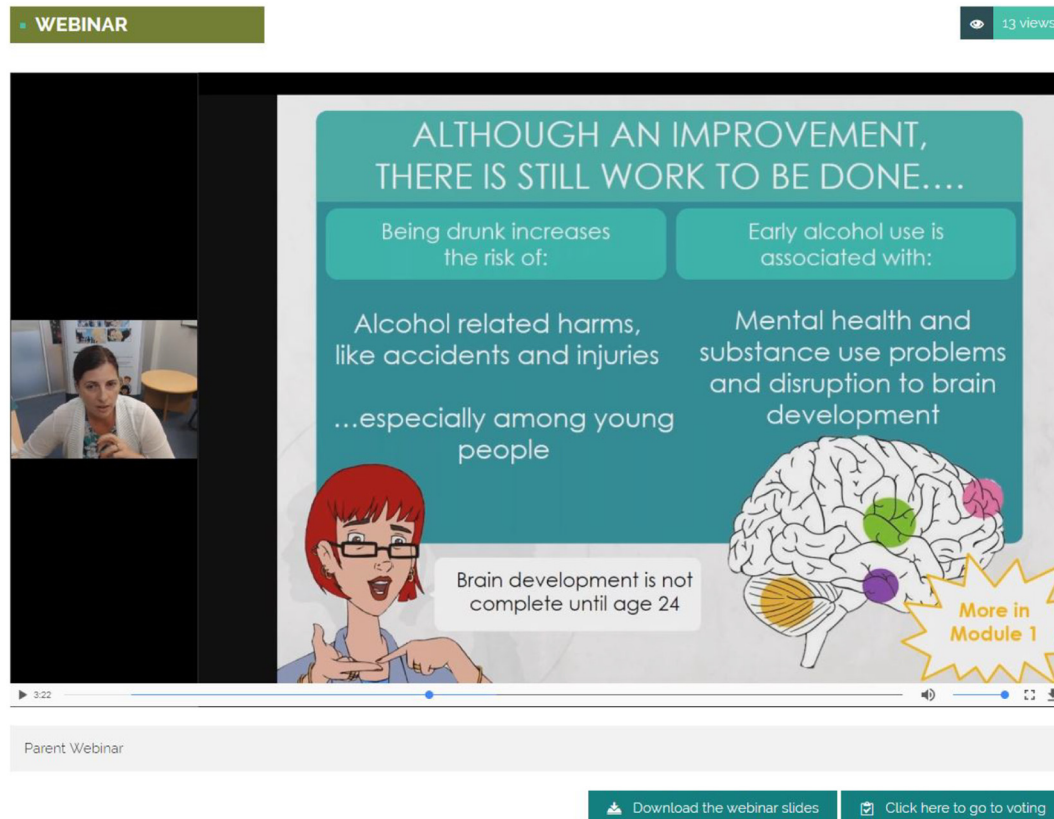 WEBINAR
13 views
ALTHOUGH AN IMPROVEMENT,
THERE IS STILL WORK TO BE DONE....
Being drunk increases
the risk of:
Alcohol related harms,
like accidents and injuries
...especially among young
people
Early alcohol use is
associated with:
Mental health and
substance use problems
and disruption to brain
development
Brain development is not
complete until age 24
More in
Module 1
3:22
Parent Webinar
Download the webinar slides
Click here to go to voting